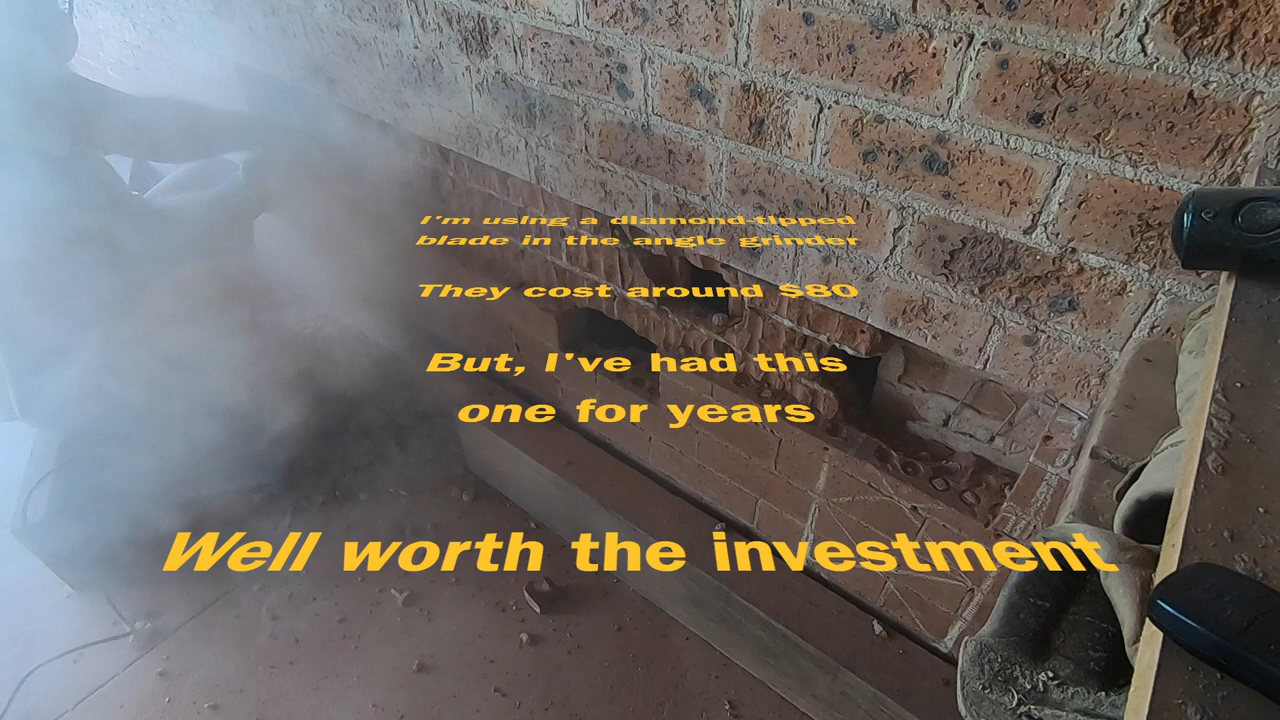 I'm using a diamond-tipped
blade in the angle grinder
They cost around $80
But, I've had this
one for years
Well worth the investment